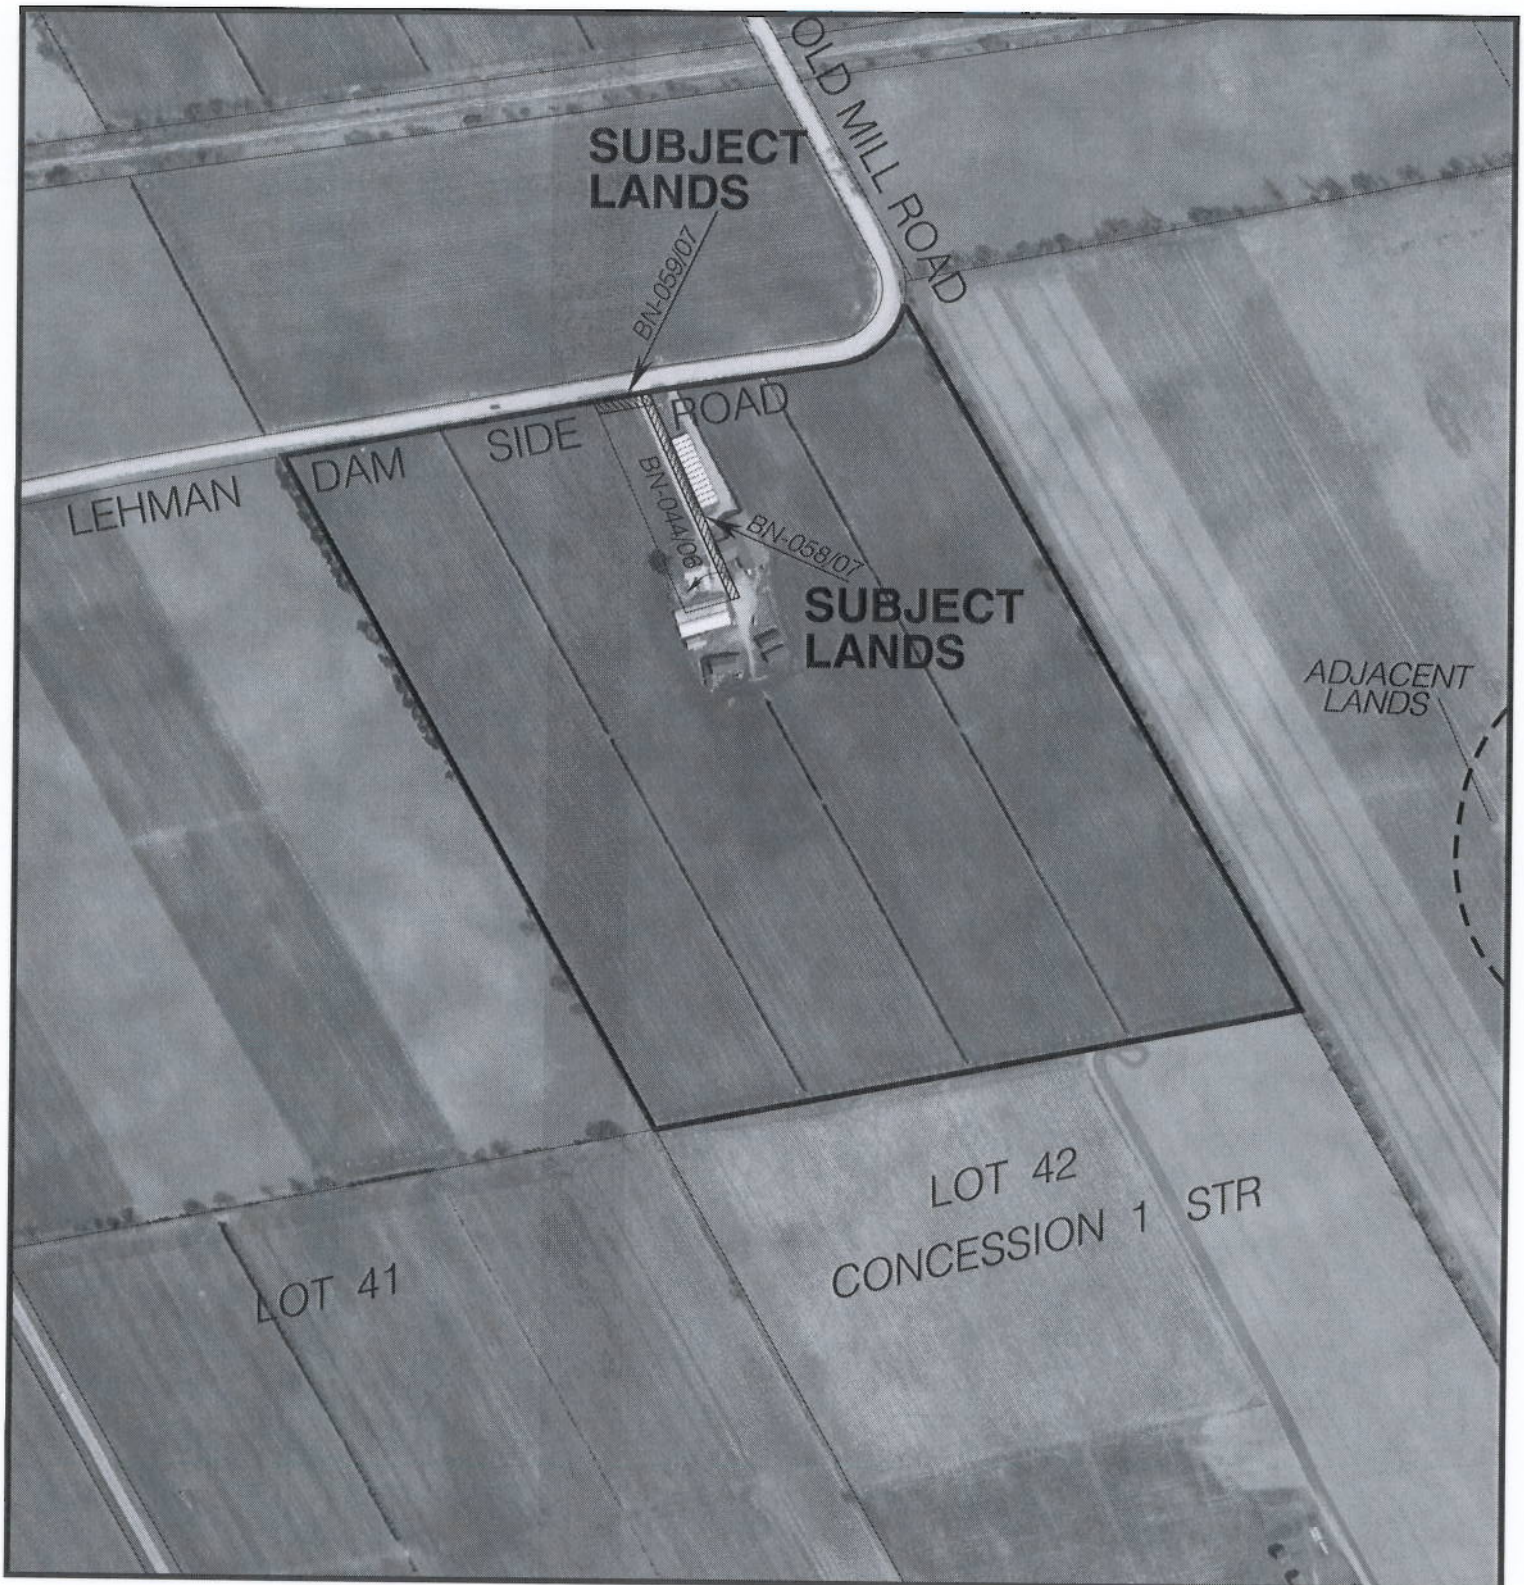 OLD MILL ROAD
SUBJECT
LANDS
BN-059/07
LEHMAN DAM SIDE ROAD
BN-044/06
BN-058/07
SUBJECT
LANDS
ADJACENT
LANDS
LOT 42
CONCESSION 1 STR
LOT 41